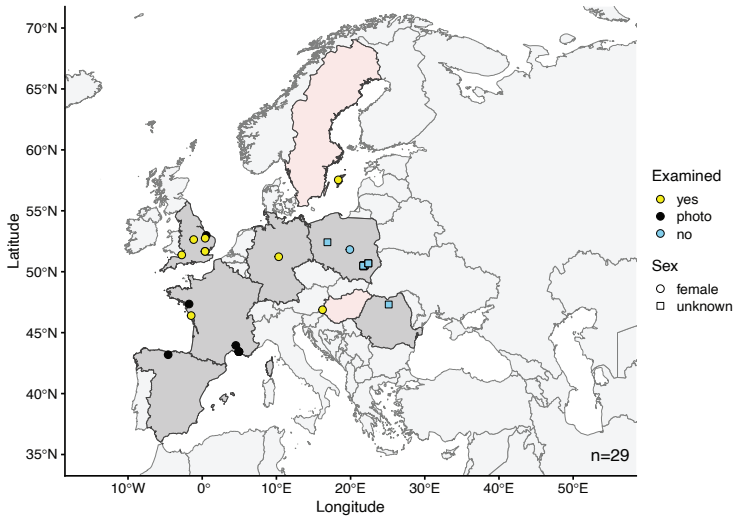 70°N
65°N
60°N
55°N
50°N
45°N
40°N
35°N
Latitude
10°W 0° 10°E 20°E 30°E 40°E 50°E
Longitude
n=29
Examined
yes
photo
no
Sex
female
unknown